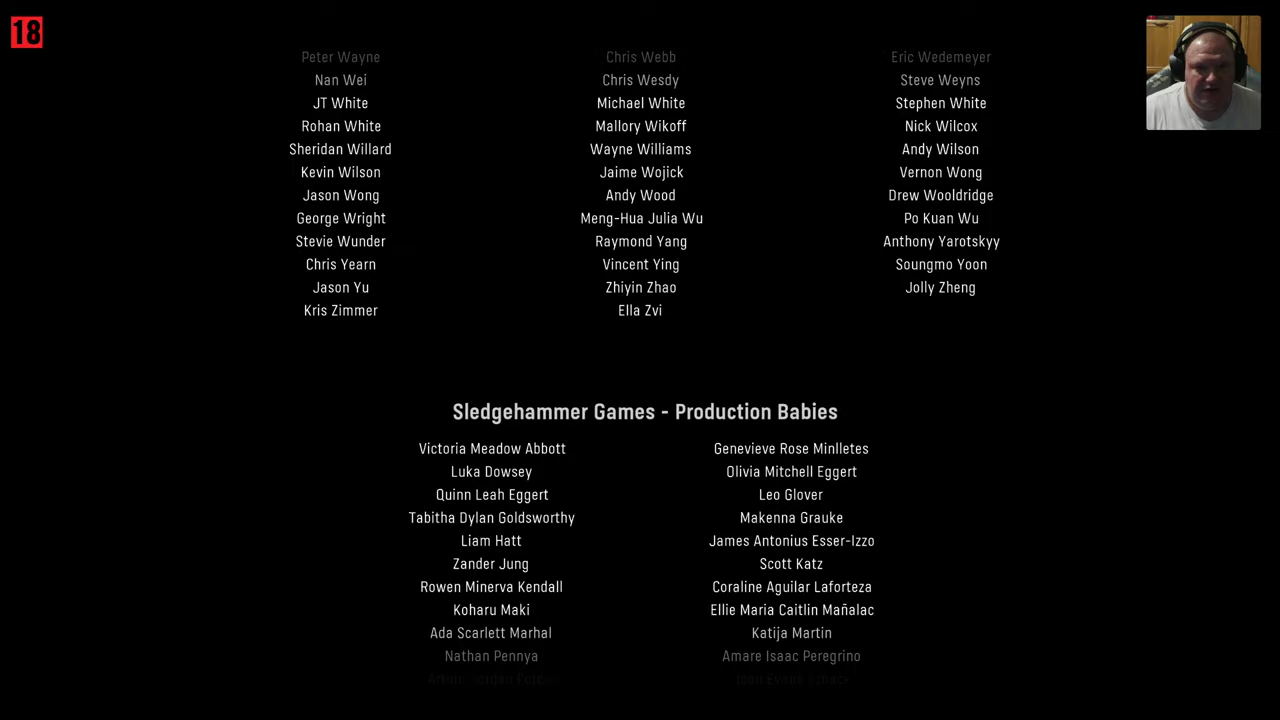 18
Peter Wayne Chris Webb Eric Wedemeyer
Nan Wei Chris Wesdy Steve Weyns
JT White Michael White Stephen White
Rohan White Mallory Wikoff Nick Wilcox
Sheridan Willard Wayne Williams Andy Wilson
Kevin Wilson Jaime Wojick Vernon Wong
Jason Wong Andy Wood Drew Wooldridge
George Wright Meng-Hua Julia Wu Po Kuan Wu
Stevie Wunder Raymond Yang Anthony Yarotskyy
Chris Yearn Vincent Ying Soungmo Yoon
Jason Yu Zhiyin Zhao Jolly Zheng
Kris Zimmer Ella Zvi
Sledgehammer Games - Production Babies
Victoria Meadow Abbott Genevieve Rose Minlletes
Luka Dowsey Olivia Mitchell Eggert
Quinn Leah Eggert Leo Glover
Tabitha Dylan Goldsworthy Makenna Grauke
Liam Hatt James Antonius Esser-Izzo
Zander Jung Scott Katz
Rowen Minerva Kendall Coraline Aguilar Laforteza
Koharu Maki Ellie Maria Caitlin Mañalac
Ada Scarlett Marhal Katija Martin
Nathan Pennya Amare Isaac Peregrino